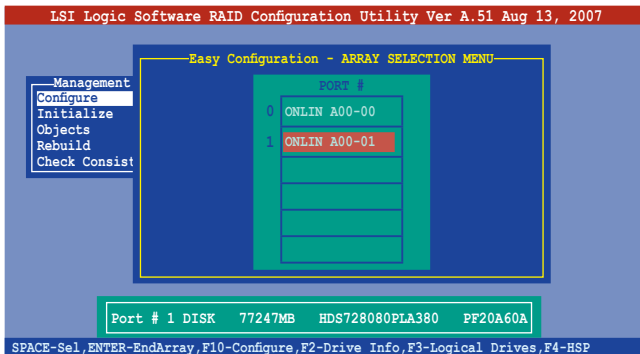 LSI Logic Software RAID Configuration Utility Ver A.51 Aug 13, 2007
Easy Configuration - ARRAY SELECTION MENU
Management
Configure
Initialize
Objects
Rebuild
Check Consist
PORT #
0 ONLIN A00-00
1 ONLIN A00-01
Port # 1 DISK 77247MB HDS728080PLA380 PF20A60A
SPACE-Sel,ENTER-EndArray,F10-Configure,F2-Drive Info,F3-Logical Drives,F4-HSP